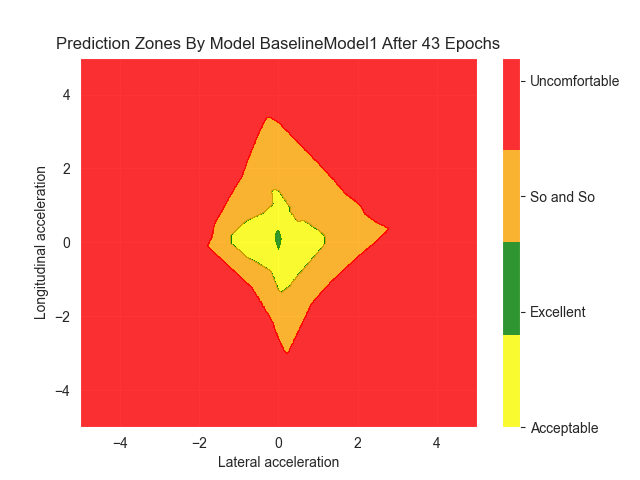 Prediction Zones By Model BaselineModel1 After 43 Epochs
4
2
0
−2
−4
Longitudinal acceleration
−4
−2
0
2
4
Lateral acceleration
Uncomfortable
So and So
Excellent
Acceptable